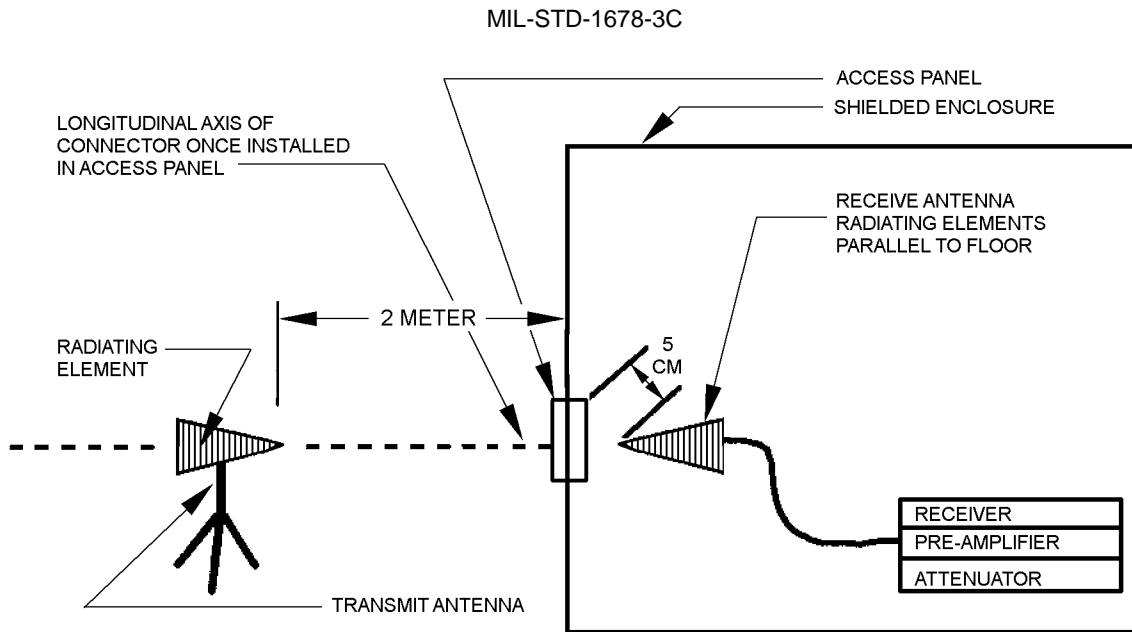 MIL-STD-1678-3C
ACCESS PANEL
SHIELDED ENCLOSURE
LONGITUDINAL AXIS OF
CONNECTOR ONCE INSTALLED
IN ACCESS PANEL
RECEIVE ANTENNA
RADIATING ELEMENTS
PARALLEL TO FLOOR
2 METER
RADIATING
ELEMENT
5
CM
RECEIVER
PRE-AMPLIFIER
ATTENUATOR
TRANSMIT ANTENNA